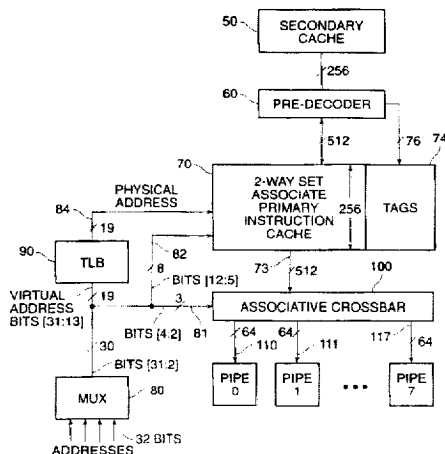 50
SECONDARY
CACHE
256
60
PRE-DECODER
74
512
76
70
PHYSICAL
ADDRESS
2-WAY SET
ASSOCIATE
PRIMARY
INSTRUCTION
CACHE
256
TAGS
84
19
82
90
TLB
8
73
512
100
VIRTUAL
ADDRESS
BITS [31:13]
19
BITS
[12:5]
3
ASSOCIATIVE CROSSBAR
BITS [4:2]
81
30
BITS [31:2]
64
110
64
111
117
64
MUX
80
PIPE
0
PIPE
1
PIPE
7
32 BITS
ADDRESSES